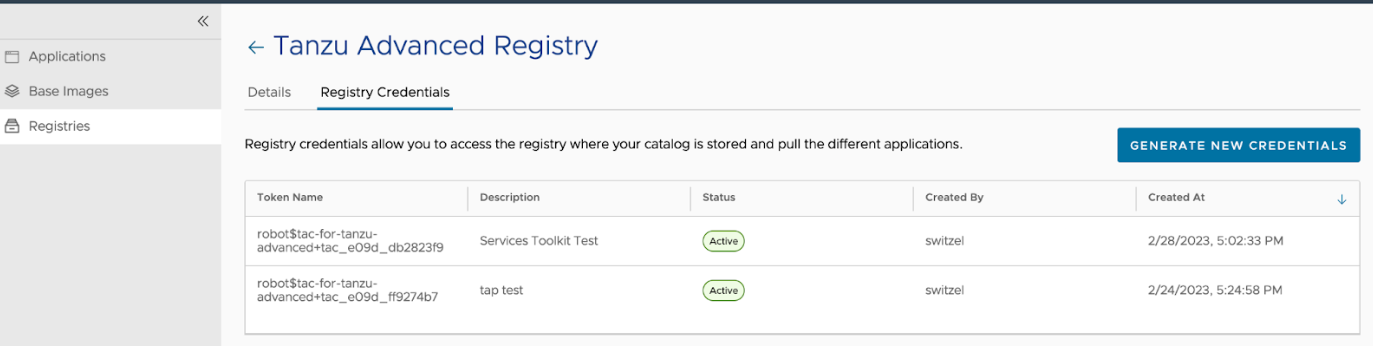 Tanzu Advanced Registry
Applications
Base Images
Registries
Details
Registry Credentials
Registry credentials allow you to access the registry where your catalog is stored and pull the different applications.
GENERATE NEW CREDENTIALS
Token Name
Description
Status
Created By
Created At
robot$tac-for-tanzu-
advanced+tac_e09d_db2823f9
Services Toolkit Test
Active
switzel
2/28/2023, 5:02:33 PM
robot$tac-for-tanzu-
advanced+tac_e09d_ff9274b7
tap test
Active
switzel
2/24/2023, 5:24:58 PM